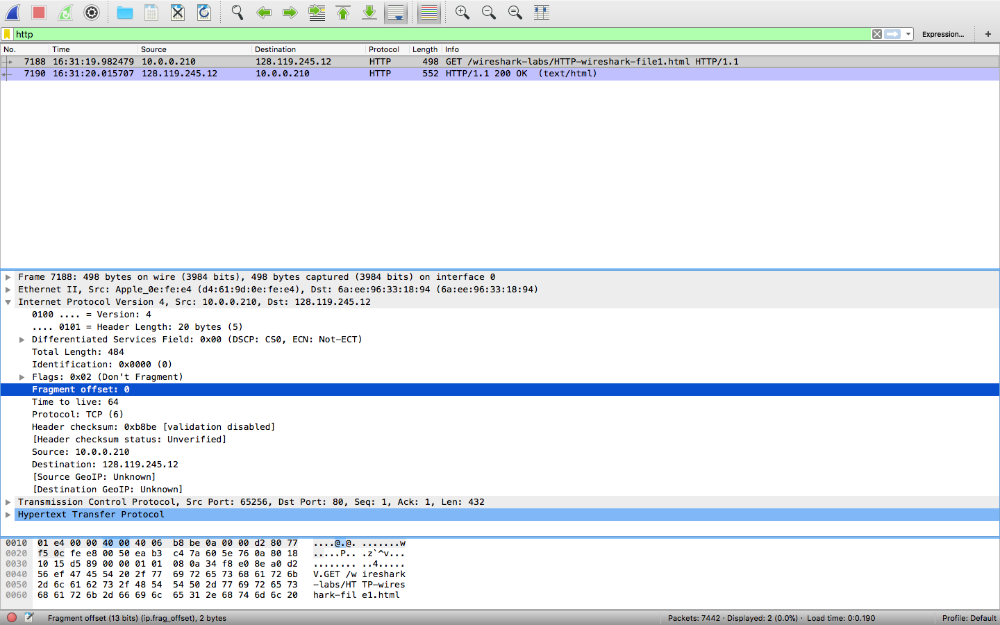 http
Expression...
+
No. Time Source Destination Protocol Length Info
7188 16:31:19.982479 10.0.0.210 128.119.245.12 HTTP 498 GET /wireshark-labs/HTTP-wireshark-file1.html HTTP/1.1
7190 16:31:20.015707 128.119.245.12 10.0.0.210 HTTP 552 HTTP/1.1 200 OK (text/html)
Frame 7188: 498 bytes on wire (3984 bits), 498 bytes captured (3984 bits) on interface 0
Ethernet II, Src: Apple_0e:fe:e4 (d4:61:9d:0e:fe:e4), Dst: 6a:ee:96:33:18:94 (6a:ee:96:33:18:94)
Internet Protocol Version 4, Src: 10.0.0.210, Dst: 128.119.245.12
0100 .... = Version: 4
.... 0101 = Header Length: 20 bytes (5)
Differentiated Services Field: 0x00 (DSCP: CS0, ECN: Not-ECT)
Total Length: 484
Identification: 0x0000 (0)
Flags: 0x02 (Don't Fragment)
Fragment offset: 0
Time to live: 64
Protocol: TCP (6)
Header checksum: 0xb8be [validation disabled]
[Header checksum status: Unverified]
Source: 10.0.0.210
Destination: 128.119.245.12
[Source GeoIP: Unknown]
[Destination GeoIP: Unknown]
Transmission Control Protocol, Src Port: 65256, Dst Port: 80, Seq: 1, Ack: 1, Len: 432
Hypertext Transfer Protocol
0010 01 e4 00 00 40 00 40 06 b8 be 0a 00 00 d2 80 77 ....@.@. .......w
0020 f5 0c fe e8 00 50 ea b3 c4 7a 60 5e 76 0a 80 18 .....P.. .z`^v...
0030 10 15 d5 89 00 00 01 01 08 0a 34 f8 e0 8e a0 d2 ........ ..4.....
0040 56 ef 47 45 54 20 2f 77 69 72 65 73 68 61 72 6b V.GET /w ireshark
0050 2d 6c 61 62 73 2f 48 54 54 50 2d 77 69 72 65 73 -labs/HT TP-wires
0060 68 61 72 6b 2d 66 69 6c 65 31 2e 68 74 6d 6c 20 hark-fil e1.html
Fragment offset (13 bits) (ip.frag_offset), 2 bytes
Packets: 7442 · Displayed: 2 (0.0%) · Load time: 0:0.190
Profile: Default